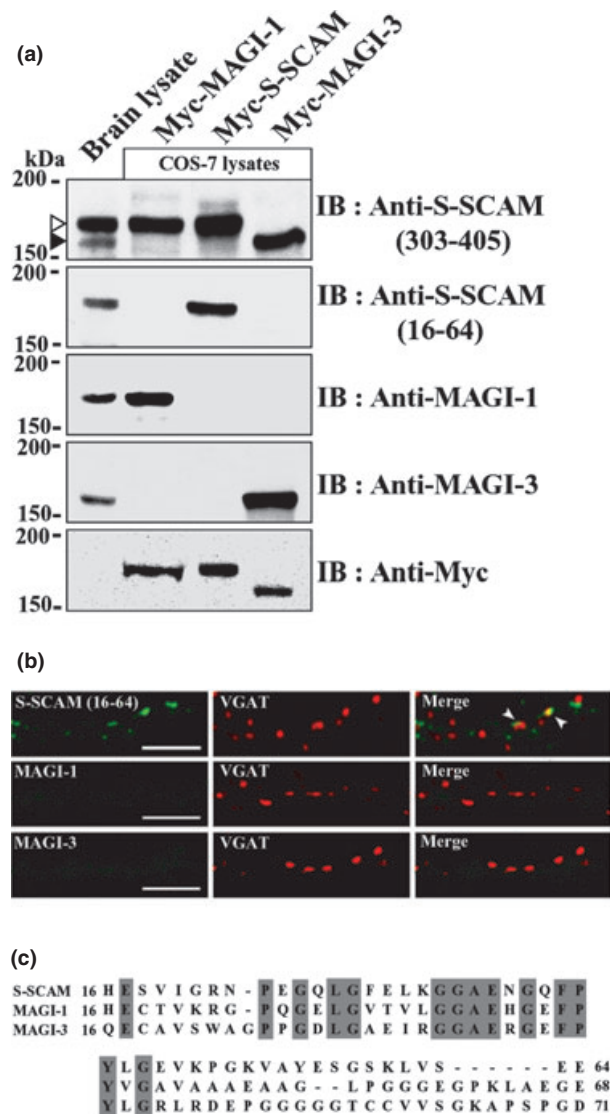 (a)
Brain lysate
Myc-MAGI-1
Myc-S-SCAM
Myc-MAGI-3
kDa
COS-7 lysates
200
150
IB : Anti-S-SCAM
(303-405)
200
150
IB : Anti-S-SCAM
(16-64)
200
150
IB : Anti-MAGI-1
200
150
IB : Anti-MAGI-3
200
150
IB : Anti-Myc
(b)
S-SCAM (16-64) VGAT Merge
MAGI-1 VGAT Merge
MAGI-3 VGAT Merge
(c)
S-SCAM 16 H E S V I G R N - P E G Q L G F E L K G G A E N G Q F P
MAGI-1 16 H E C T V K R G - P Q G E L G V T V L G G A E H G E F P
MAGI-3 16 Q E C A V S W A G P P G D L G A E I R G G A E R G E F P
Y L G E V K P G K V A Y E S G S K L V S - - - - - - E E 64
Y V G A V A A A E A A G - - L P G G G E G P K L A E G E 68
Y L G R L R D E P G G G G G T C C V V S G K A P S P G D 71